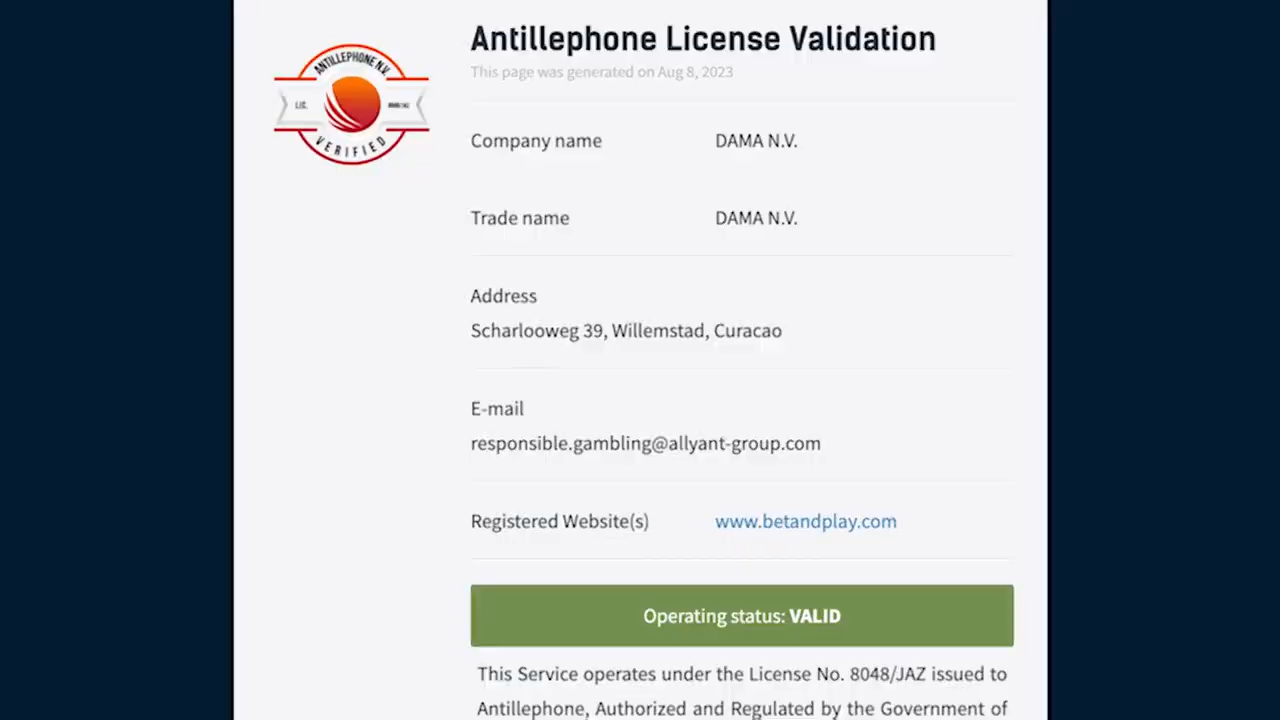 Antillephone License Validation
This page was generated on Aug 8, 2023
ANTILLEPHONE N.V.
LIC.
VERIFIED
Company name DAMA N.V.
Trade name DAMA N.V.
Address
Scharlooweg 39, Willemstad, Curacao
E-mail
responsible.gambling@allyant-group.com
Registered Website(s) www.betandplay.com
Operating status: VALID
This Service operates under the License No. 8048/JAZ issued to
Antillephone, Authorized and Regulated by the Government of